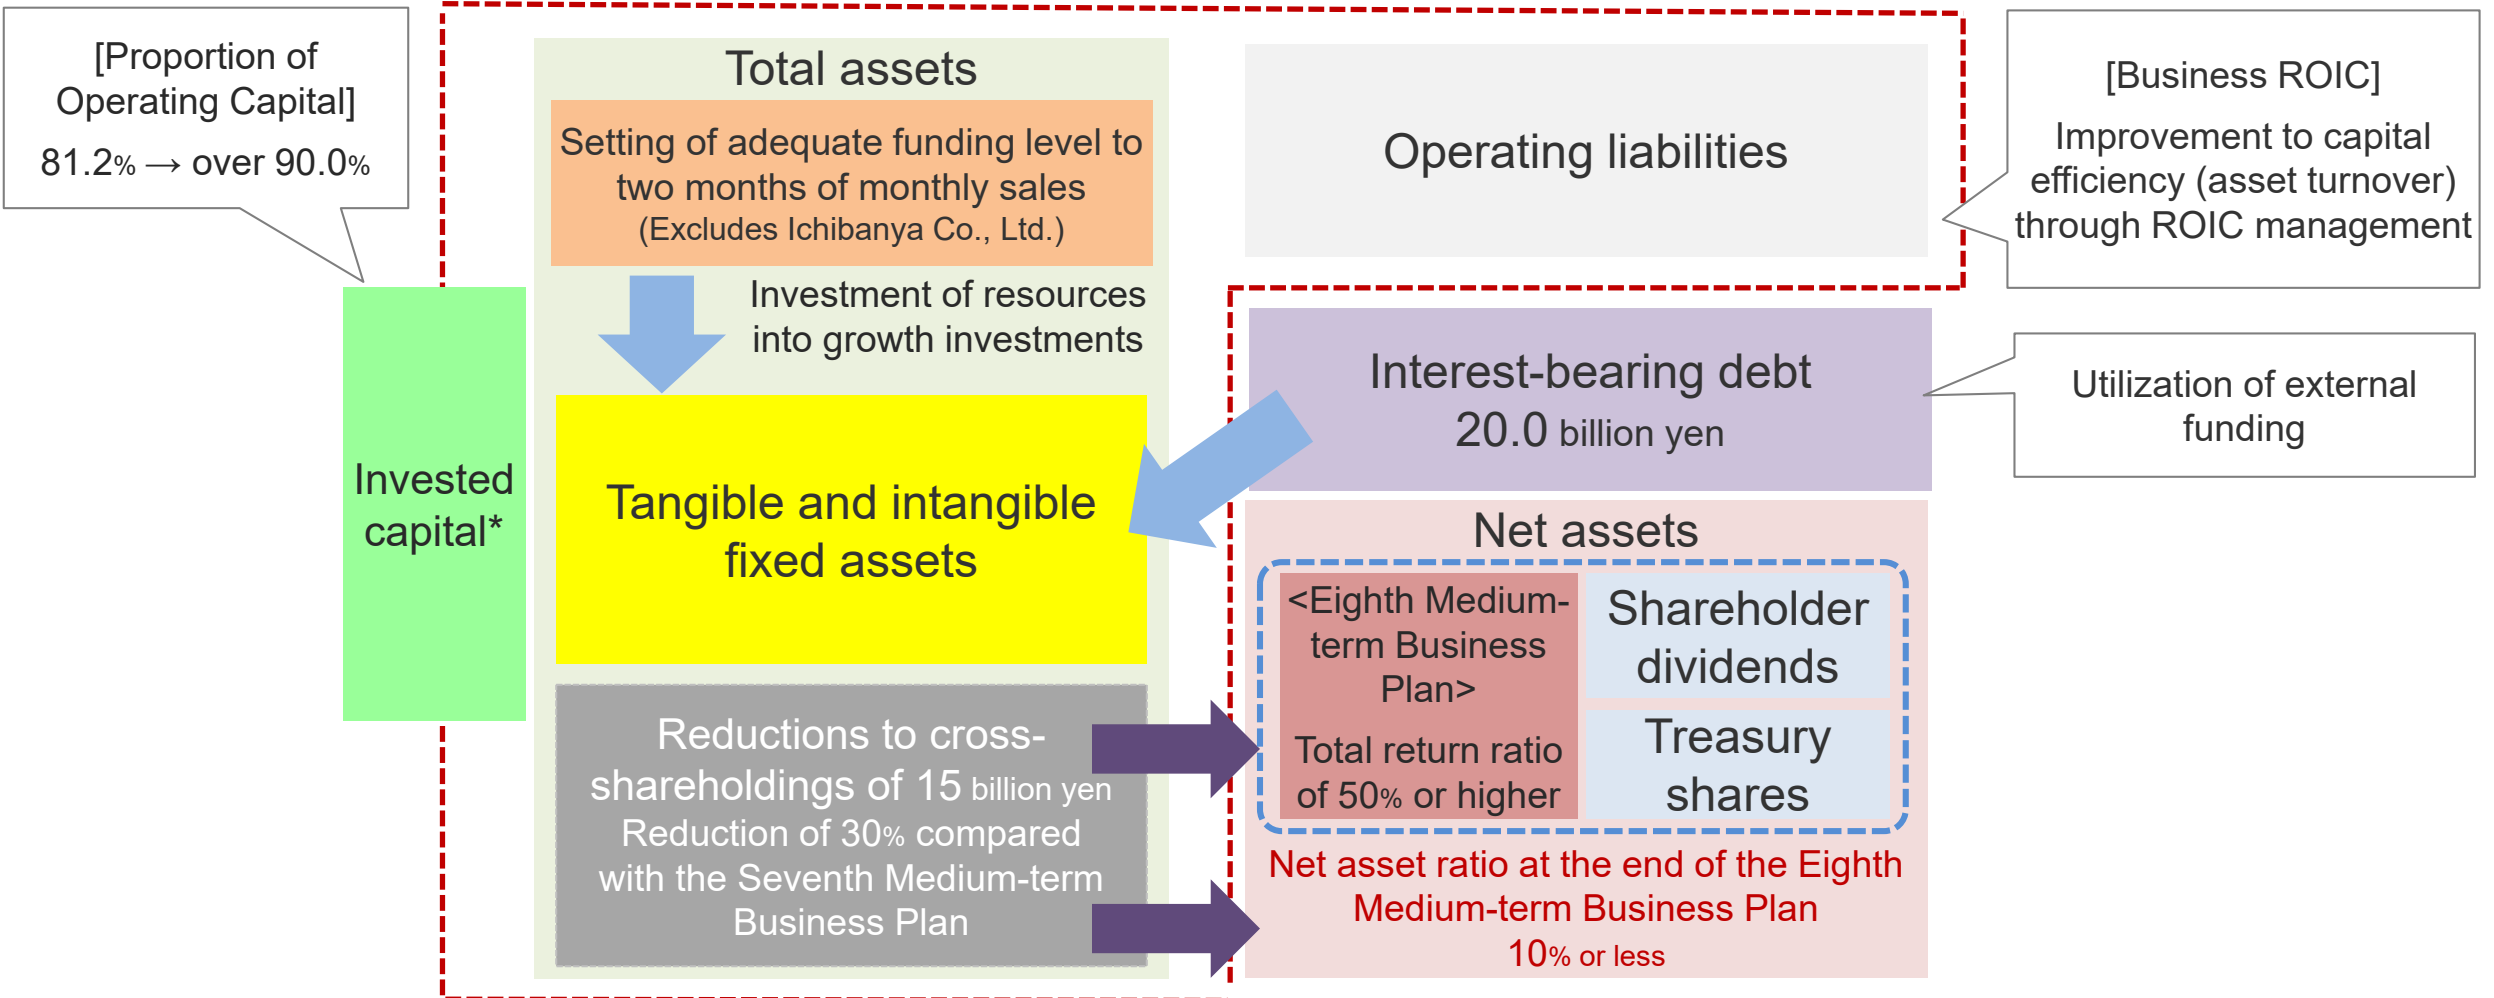 [Proportion of
Operating Capital]
81.2% → over 90.0%
Invested
capital*
Total assets
Setting of adequate funding level to
two months of monthly sales
(Excludes Ichibanya Co., Ltd.)
Investment of resources
into growth investments
Tangible and intangible
fixed assets
Reductions to cross-
shareholdings of 15 billion yen
Reduction of 30% compared
with the Seventh Medium-term
Business Plan
Operating liabilities
Interest-bearing debt
20.0 billion yen
Net assets
<Eighth Medium-
term Business
Plan>
Total return ratio
of 50% or higher
Shareholder
dividends
Treasury
shares
Net asset ratio at the end of the Eighth
Medium-term Business Plan
10% or less
[Business ROIC]
Improvement to capital
efficiency (asset turnover)
through ROIC management
Utilization of external
funding